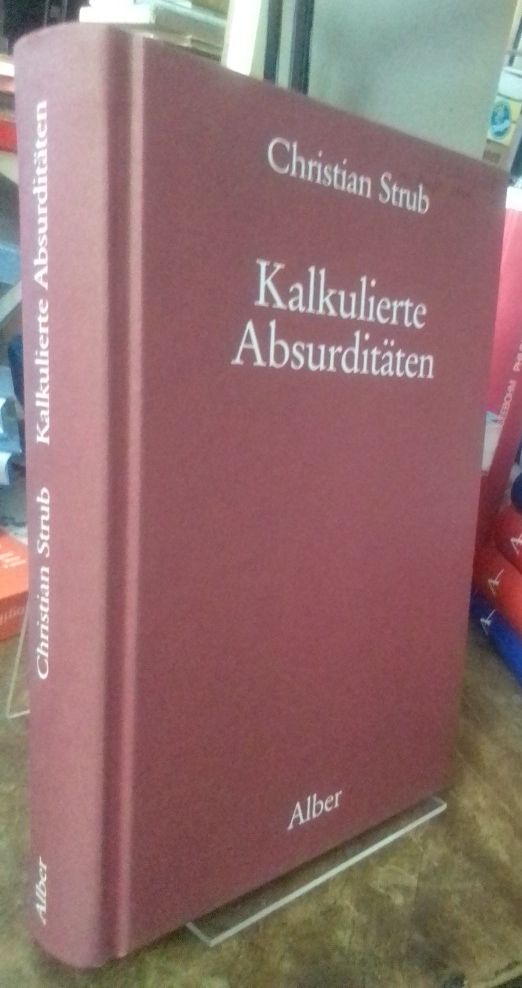 Christian Strub
Kalkulierte
Absurditäten
Alber
Alber Christian Strub Kalkulierte Absurditäten